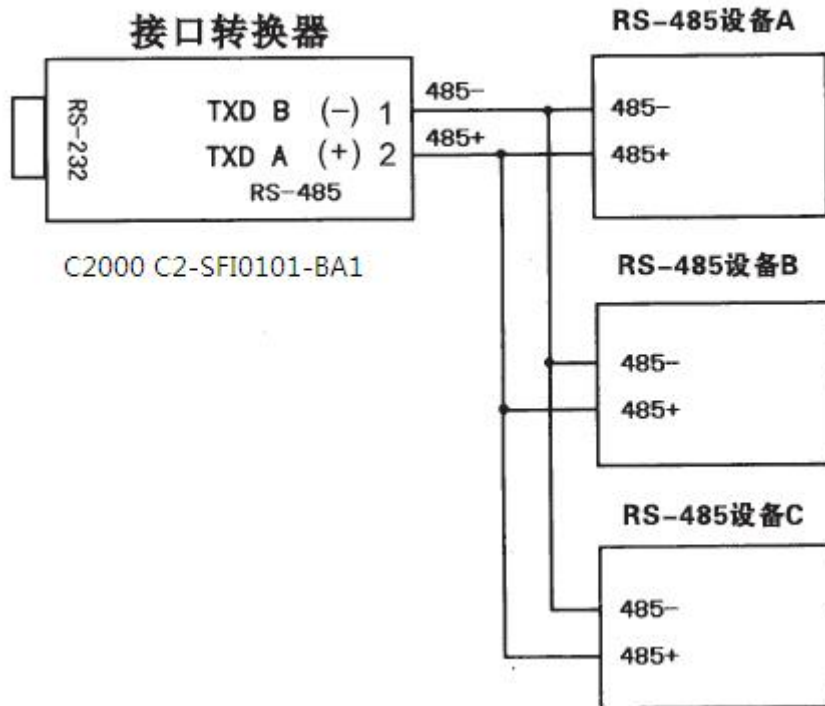 接口转换器
RS-232
TXD B (−) 1
TXD A (+) 2
RS-485
C2000 C2-SFI0101-BA1
485−
485+
RS-485设备A
485−
485+
RS-485设备B
485−
485+
RS-485设备C
485−
485+